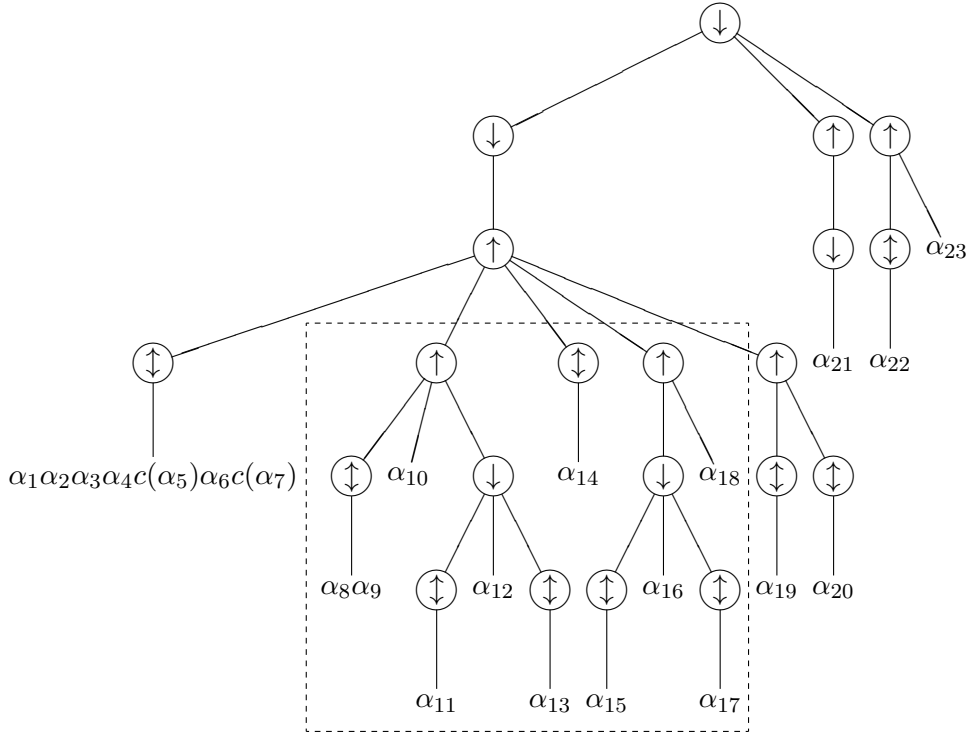 ↓
↓ ↑ ↑
↑ ↓ ↕ α₂₃
↕ ↑ ↕ ↑ ↑ α₂₁ α₂₂
α₁α₂α₃α₄c(α₅)α₆c(α₇) ↕ α₁₀ ↓ α₁₄ ↓ α₁₈ ↕ ↕
α₈α₉ ↕ α₁₂ ↕ ↕ α₁₆ ↕ α₁₉ α₂₀
α₁₁ α₁₃ α₁₅ α₁₇